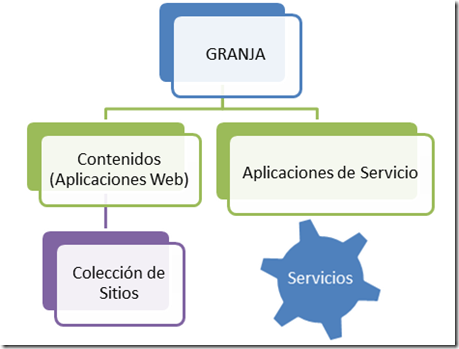 GRANJA
Contenidos
(Aplicaciones Web)
Aplicaciones de Servicio
Colección de
Sitios
Servicios